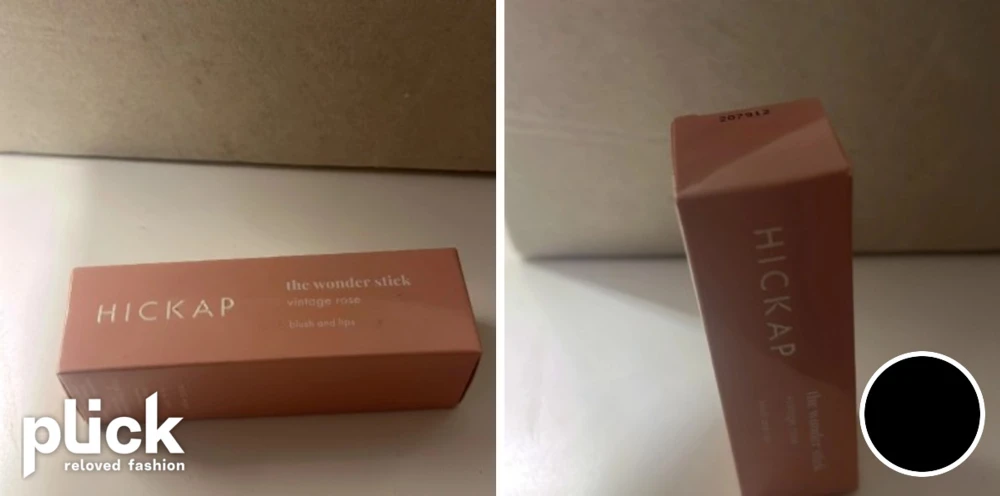 HICKAP
the wonder stick
vintage rose
blush and lips
plick
reloved fashion
207912
HICKAP
the wonder stick